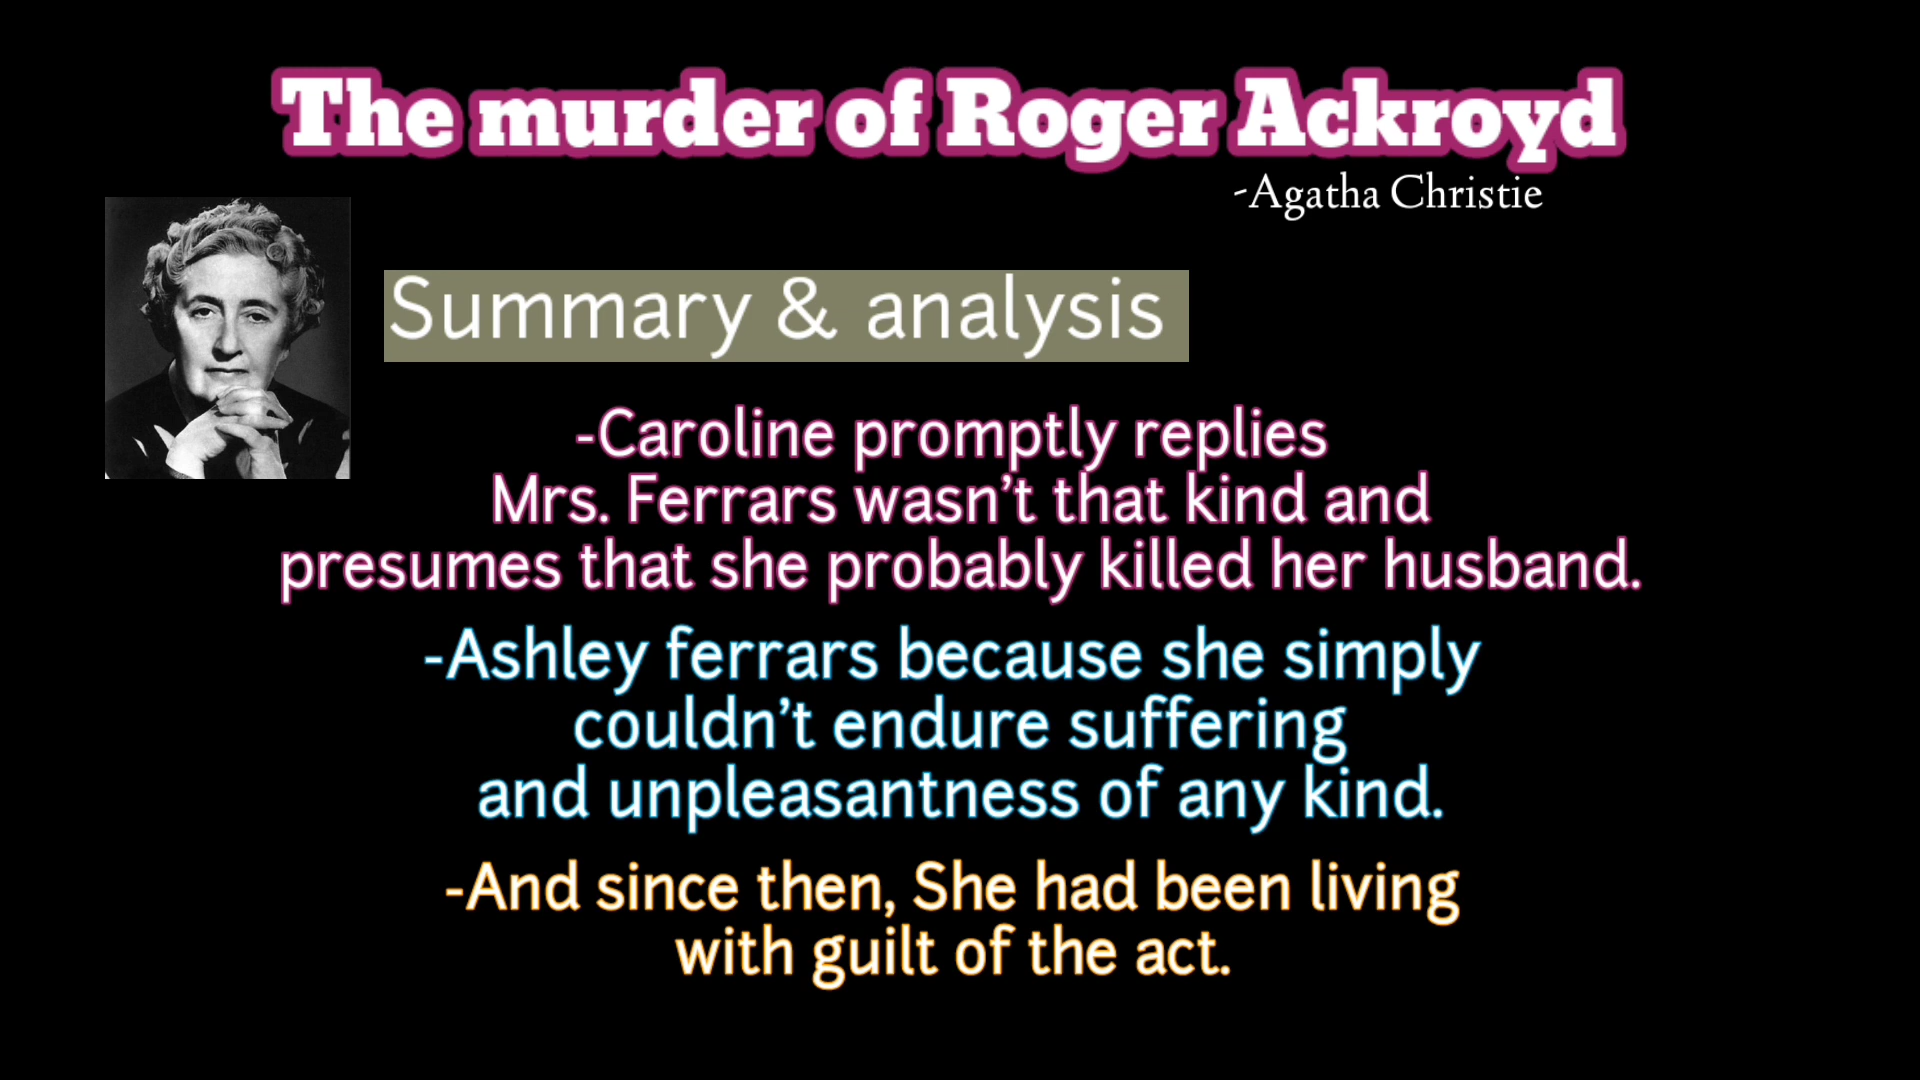 The murder of Roger Ackroyd
-Agatha Christie
Summary & analysis
-Caroline promptly replies
Mrs. Ferrars wasn't that kind and
presumes that she probably killed her husband.
-Ashley ferrars because she simply
couldn't endure suffering
and unpleasantness of any kind.
-And since then, She had been living
with guilt of the act.